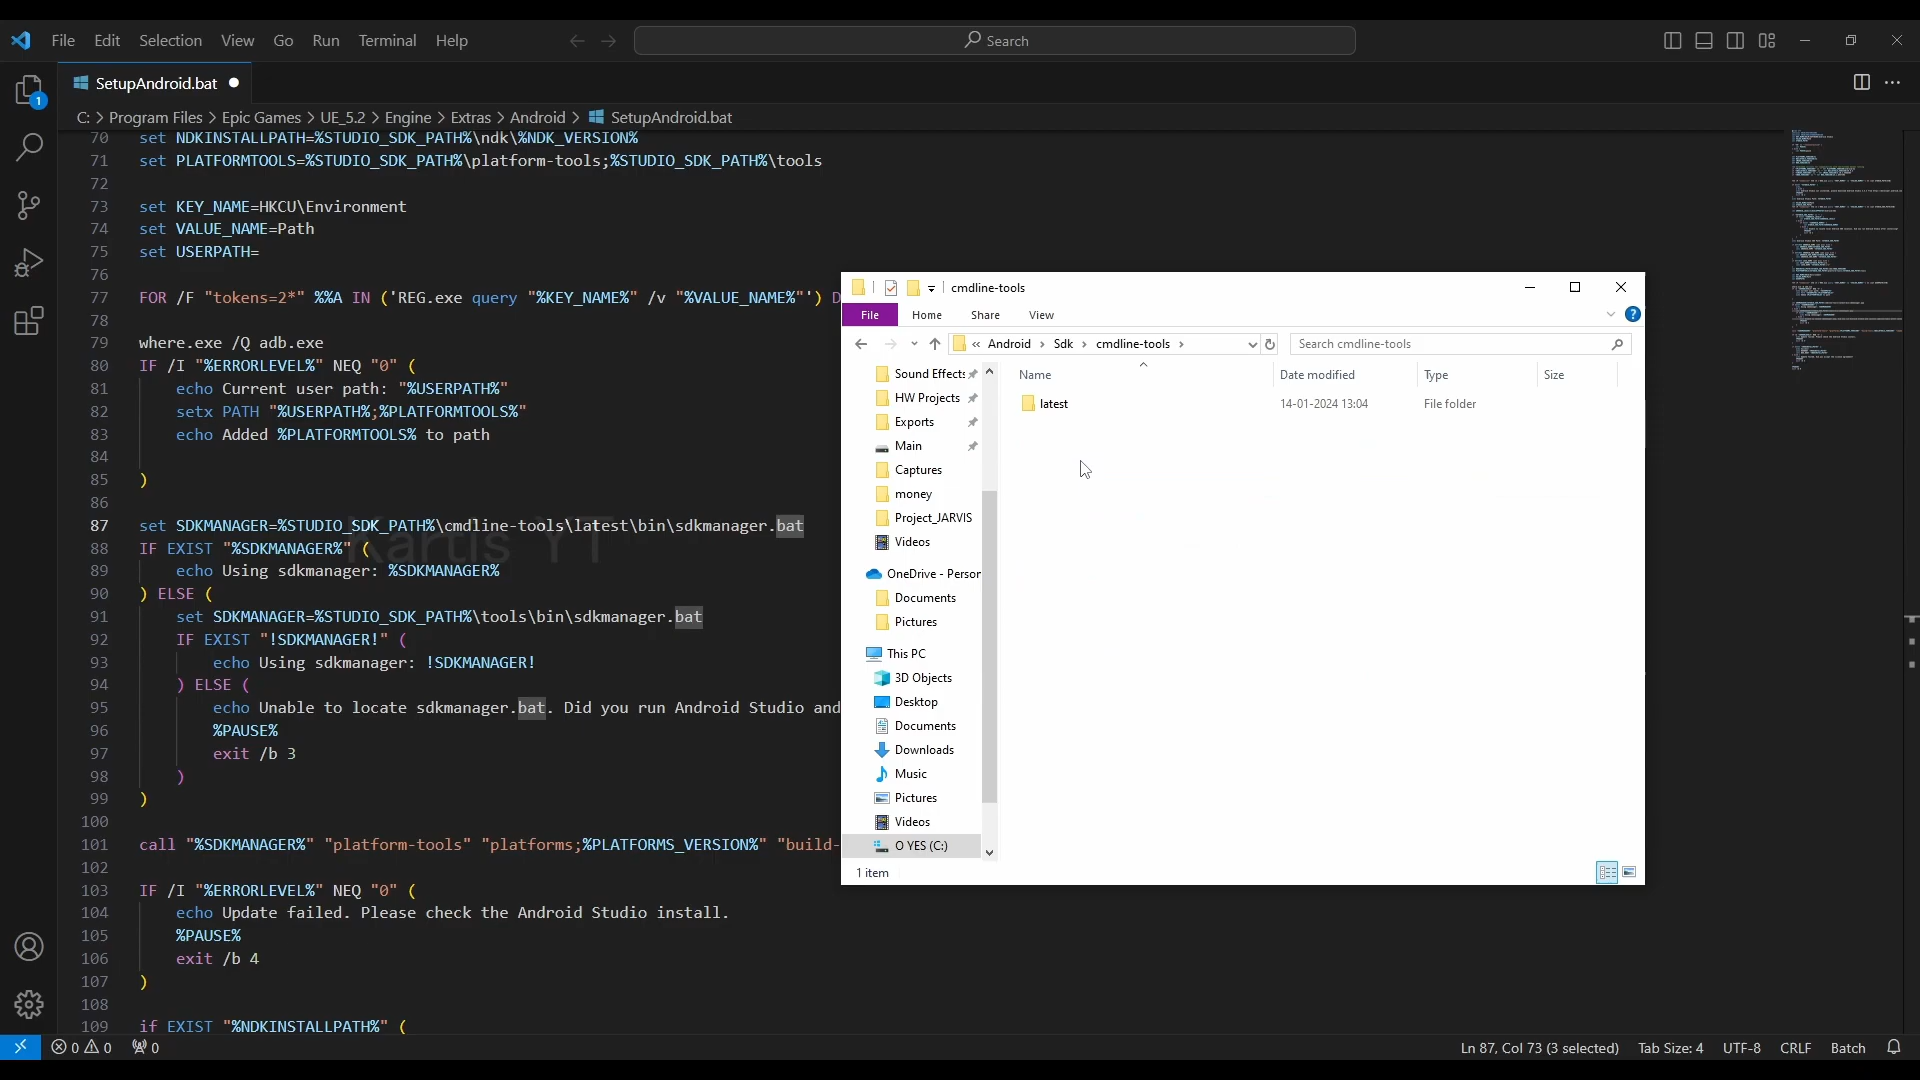 File Edit Selection View Go Run Terminal Help
Search
SetupAndroid.bat
1
C: > Program Files > Epic Games > UE_5.2 > Engine > Extras > Android > SetupAndroid.bat
70 set NDKINSTALLPATH=%STUDIO_SDK_PATH%\ndk\%NDK_VERSION%
71 set PLATFORMTOOLS=%STUDIO_SDK_PATH%\platform-tools;%STUDIO_SDK_PATH%\tools
72
73 set KEY_NAME=HKCU\Environment
74 set VALUE_NAME=Path
75 set USERPATH=
76
77 FOR /F "tokens=2*" %%A IN ('REG.exe query "%KEY_NAME%" /v "%VALUE_NAME%"') D
78
79 where.exe /Q adb.exe
80 IF /I "%ERRORLEVEL%" NEQ "0" (
81 echo Current user path: "%USERPATH%"
82 setx PATH "%USERPATH%;%PLATFORMTOOLS%"
83 echo Added %PLATFORMTOOLS% to path
84
85 )
86
87 set SDKMANAGER=%STUDIO_SDK_PATH%\cmdline-tools\latest\bin\sdkmanager.bat
88 IF EXIST "%SDKMANAGER%" (
Kartis YT
89 echo Using sdkmanager: %SDKMANAGER%
90 ) ELSE (
91 set SDKMANAGER=%STUDIO_SDK_PATH%\tools\bin\sdkmanager.bat
92 IF EXIST "!SDKMANAGER!" (
93 echo Using sdkmanager: !SDKMANAGER!
94 ) ELSE (
95 echo Unable to locate sdkmanager.bat. Did you run Android Studio and
96 %PAUSE%
97 exit /b 3
98 )
99 )
100
101 call "%SDKMANAGER%" "platform-tools" "platforms;%PLATFORMS_VERSION%" "build-
102
103 IF /I "%ERRORLEVEL%" NEQ "0" (
104 echo Update failed. Please check the Android Studio install.
105 %PAUSE%
106 exit /b 4
107 )
108
109 if EXIST "%NDKINSTALLPATH%" (
cmdline-tools
File Home Share View
« Android > Sdk > cmdline-tools >
Search cmdline-tools
Name Date modified Type Size
latest 14-01-2024 13:04 File folder
Sound Effects
HW Projects
Exports
Main
Captures
money
Project_JARVIS
Videos
OneDrive - Person
Documents
Pictures
This PC
3D Objects
Desktop
Documents
Downloads
Music
Pictures
Videos
O YES (C:)
1 item
0 0 0
Ln 87, Col 73 (3 selected) Tab Size: 4 UTF-8 CRLF Batch